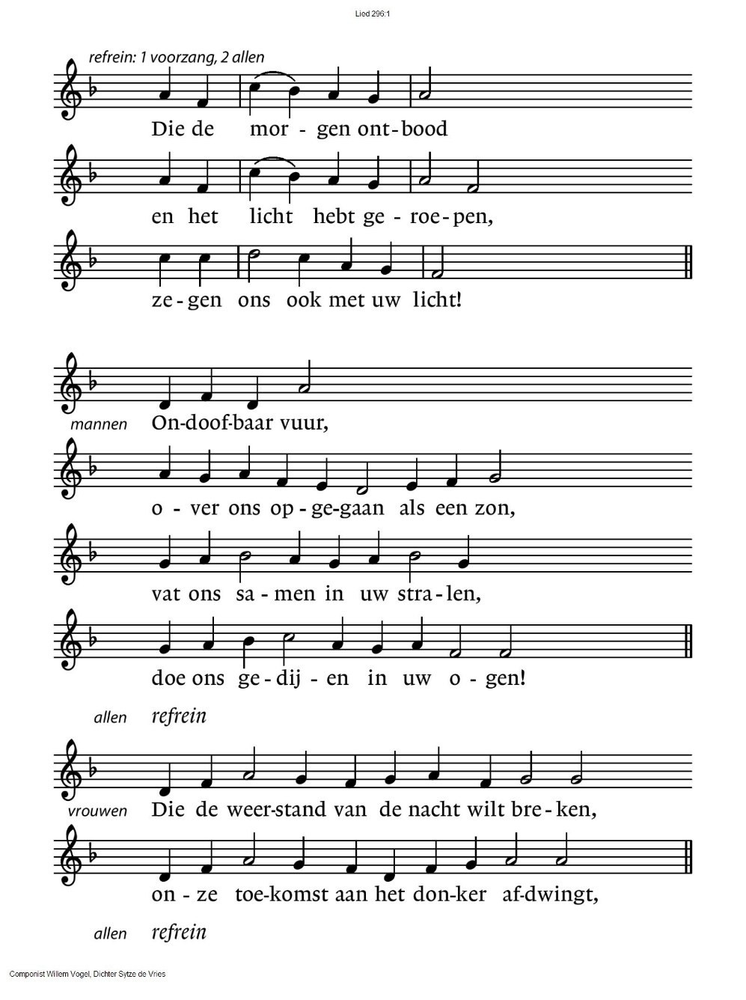 Lied 296:1
refrein: 1 voorzang, 2 allen
Die de mor - gen ont - bood
en het licht hebt ge - roe - pen,
ze - gen ons ook met uw licht!
mannen On-doof-baar vuur,
o - ver ons op - ge-gaan als een zon,
vat ons sa - men in uw stra - len,
doe ons ge - dij - en in uw o - gen!
allen refrein
vrouwen Die de weer-stand van de nacht wilt bre - ken,
on - ze toe-komst aan het don-ker af-dwingt,
allen refrein
Componist Willem Vogel, Dichter Sytze de Vries